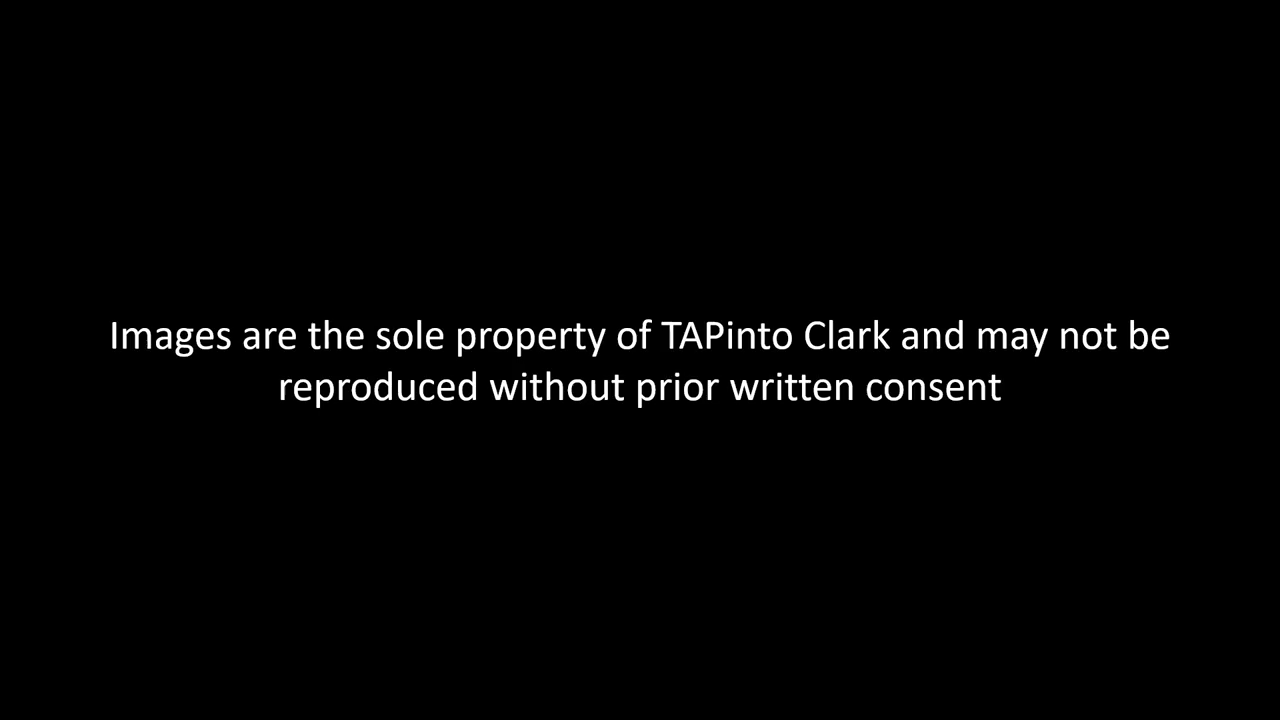 Images are the sole property of TAPinto Clark and may not be
reproduced without prior written consent